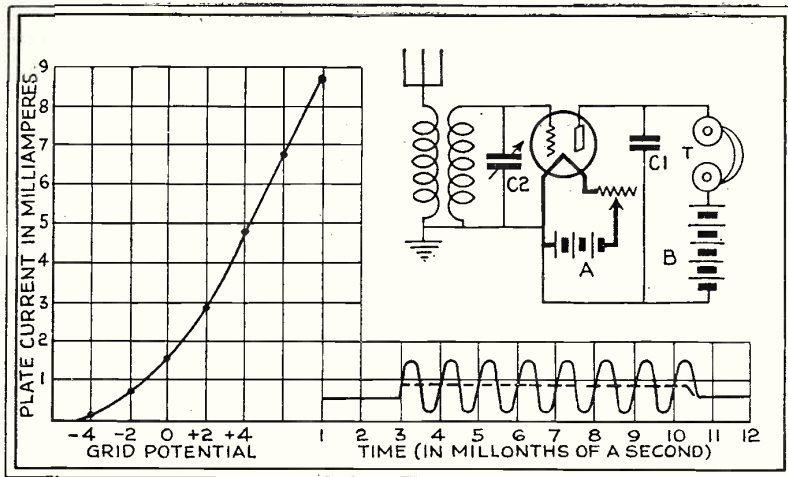 PLATE CURRENT IN MILLIAMPERES
9
8
7
6
5
4
3
2
1
-4 -2 0 +2 +4
GRID POTENTIAL
C2
A
C1
T
B
1 2 3 4 5 6 7 8 9 10 11 12
TIME (IN MILLONTHS OF A SECOND)